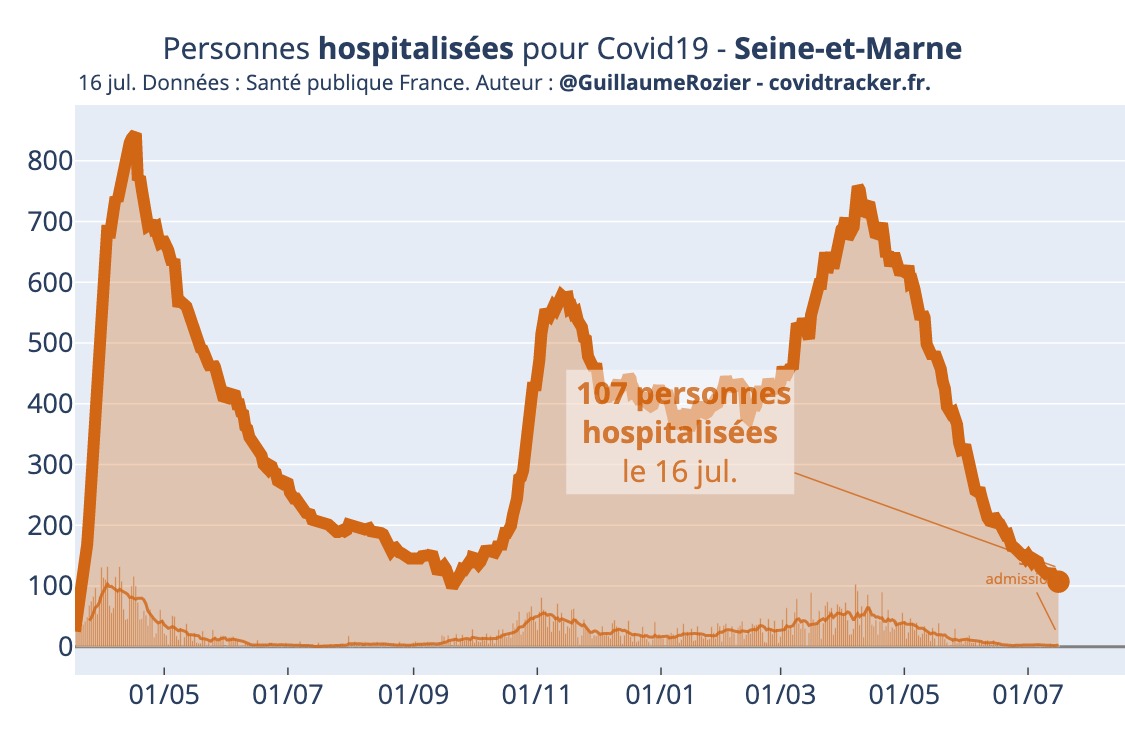 Personnes hospitalisées pour Covid19 - Seine-et-Marne
16 jul. Données : Santé publique France. Auteur : @GuillaumeRozier - covidtracker.fr.
800
700
600
500
400
300
200
100
0
107 personnes
hospitalisées
le 16 jul.
admissio
01/05
01/07
01/09
01/11
01/01
01/03
01/05
01/07